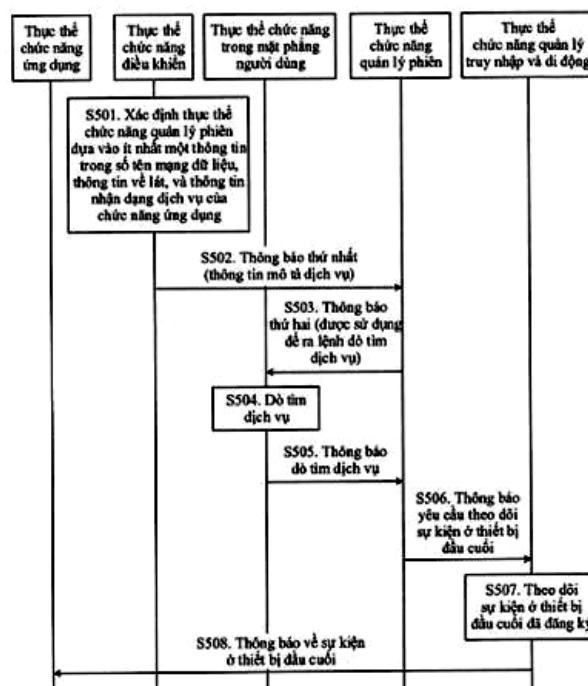 Thực thể
chức năng
ứng dụng
Thực thể
chức năng
điều khiển
Thực thể chức năng
trong mặt phẳng
người dùng
Thực thể
chức năng
quản lý phiên
Thực thể
chức năng quản lý
truy nhập và di động
S501. Xác định thực thể
chức năng quản lý phiên
dựa vào ít nhất một thông tin
trong số tên mạng dữ liệu,
thông tin về lát, và thông tin
nhận dạng dịch vụ của
chức năng ứng dụng
S502. Thông báo thứ nhất
(thông tin mô tả dịch vụ)
S503. Thông báo
thứ hai (được sử dụng
để ra lệnh dò tìm
dịch vụ)
S504. Dò tìm
dịch vụ
S505. Thông báo
dò tìm dịch vụ
S506. Thông báo
yêu cầu theo dõi
sự kiện ở thiết bị
đầu cuối
S507. Theo dõi
sự kiện ở thiết bị
đầu cuối đã đăng ký
S508. Thông báo về sự kiện
ở thiết bị đầu cuối